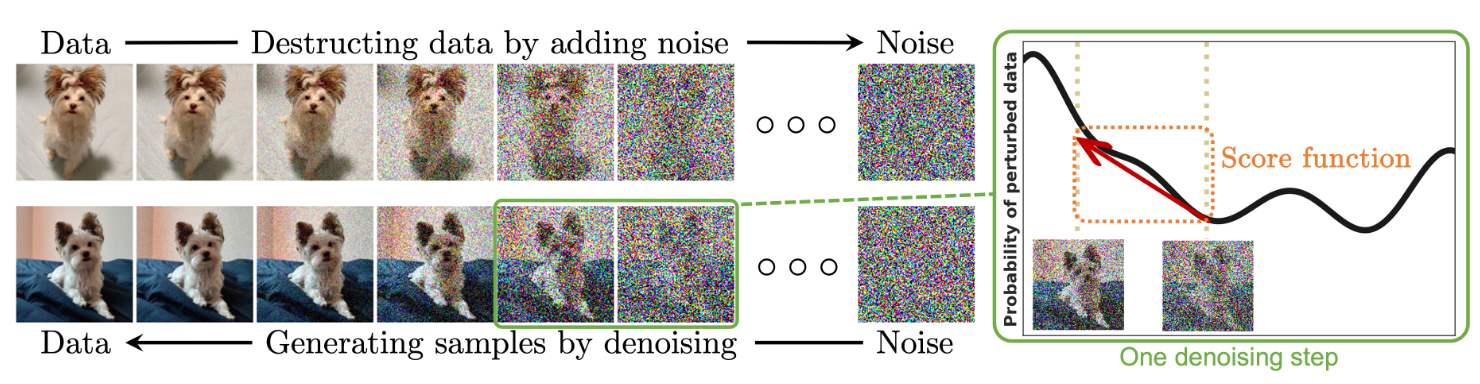 Data
Destructing data by adding noise
Noise
Data
Generating samples by denoising
Noise
Probability of perturbed data
Score function
One denoising step